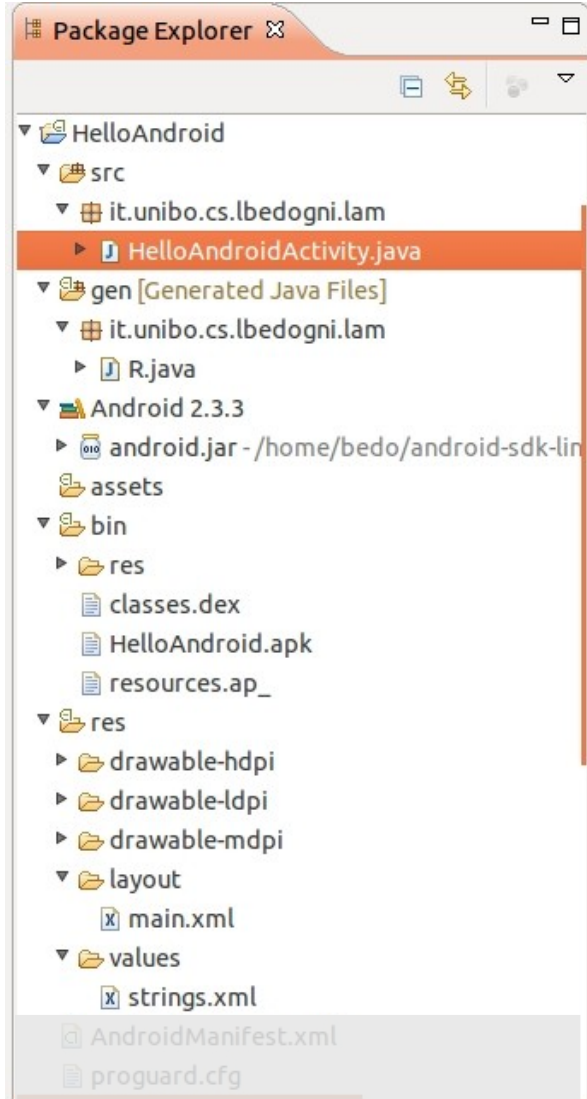 Package Explorer
HelloAndroid
src
it.unibo.cs.lbedogni.lam
HelloAndroidActivity.java
gen [Generated Java Files]
it.unibo.cs.lbedogni.lam
R.java
Android 2.3.3
android.jar - /home/bedo/android-sdk-lin
assets
bin
res
classes.dex
HelloAndroid.apk
resources.ap_
res
drawable-hdpi
drawable-ldpi
drawable-mdpi
layout
main.xml
values
strings.xml
AndroidManifest.xml
proguard.cfg